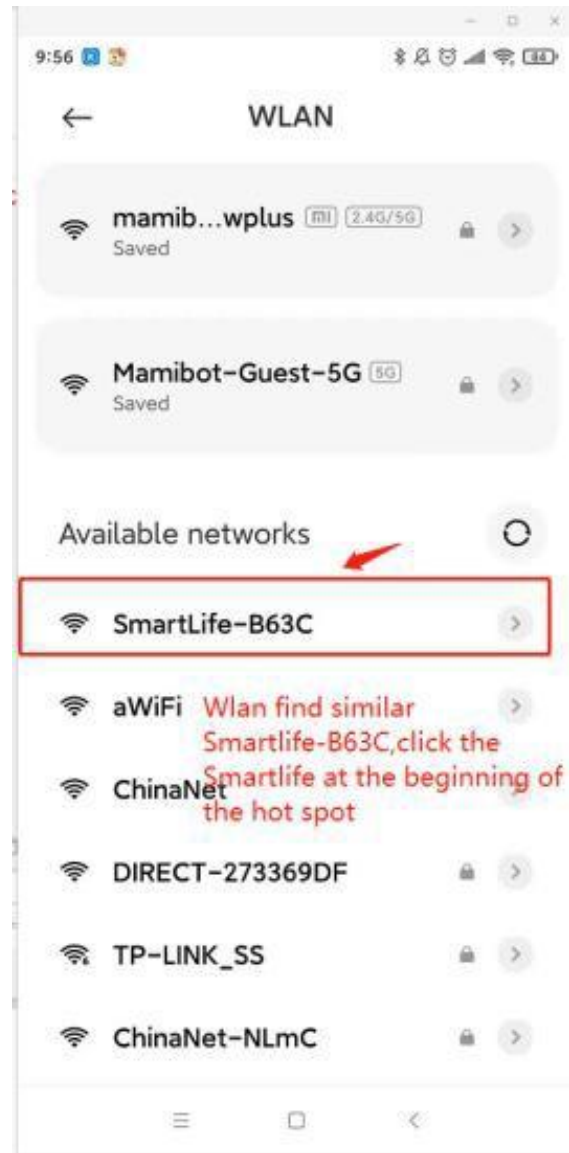 9:56
84
WLAN
mamib...wplus mi 2.4G/5G
Saved
Mamibot-Guest-5G 5G
Saved
Available networks
SmartLife-B63C
aWiFi
Wlan find similar
Smartlife-B63C,click the
Smartlife at the beginning of
the hot spot
ChinaNet
DIRECT-273369DF
TP-LINK_SS
ChinaNet-NLmC